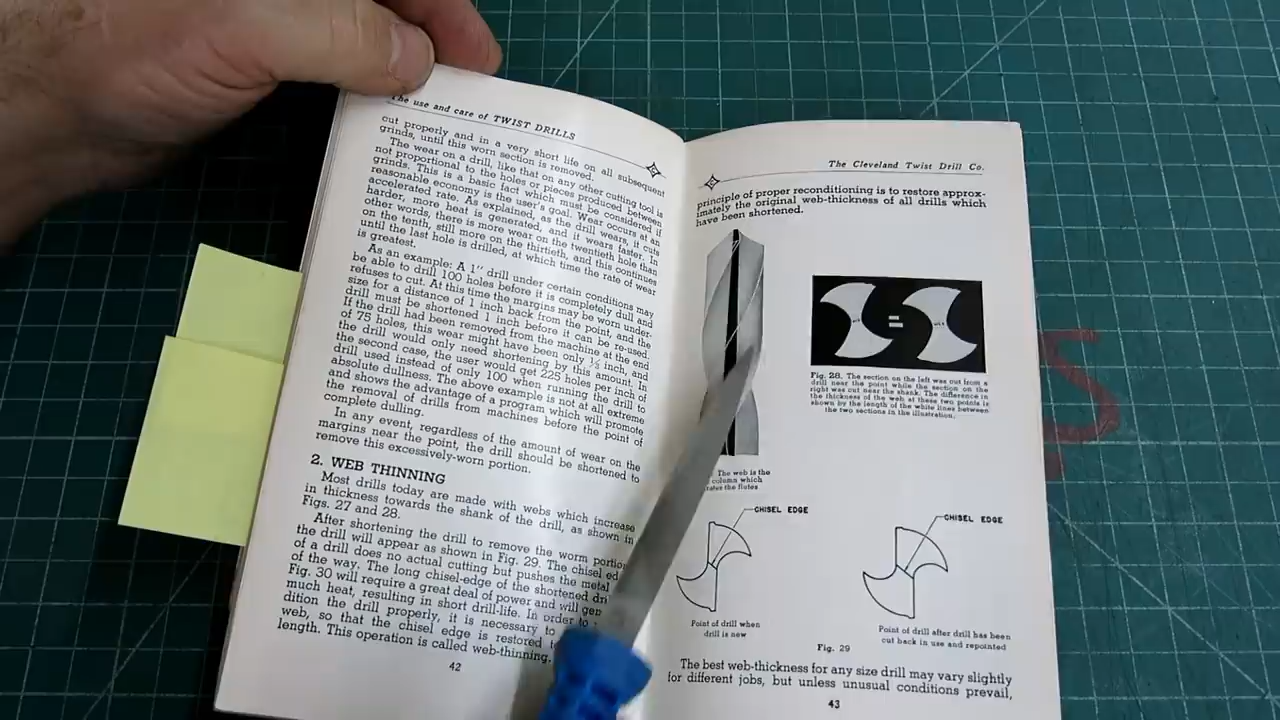 The use and care of TWIST DRILLS
cut properly and in a very short life on all subsequent
grinds, until this worn section is removed.
The wear on a drill, like that on any other cutting tool is
not proportional to the holes or pieces produced between
grinds. This is a basic fact which must be considered if
reasonable economy is the user's goal. Wear occurs at an
accelerated rate. As explained, as the drill wears, it cuts
harder, more heat is generated, and it wears faster. In
other words, there is more wear on the twentieth hole than
on the tenth, still more on the thirtieth, and this continues
until the last hole is drilled, at which time the rate of wear
is greatest.
As an example: A 1" drill under certain conditions may
be able to drill 100 holes before it is completely dull and
refuses to cut. At this time the margins may be worn under-
size for a distance of 1 inch back from the point, and the
drill must be shortened 1 inch before it can be re-used.
If the drill had been removed from the machine at the end
of 75 holes, this wear might have been only ⅓ inch, and
the drill would only need shortening by this amount. In
the second case, the user would get 225 holes per inch of
drill used instead of only 100 when running the drill to
absolute dullness. The above example is not at all extreme
and shows the advantage of a program which will promote
the removal of drills from machines before the point of
complete dulling.
In any event, regardless of the amount of wear on the
margins near the point, the drill should be shortened to
remove this excessively-worn portion.
2. WEB THINNING
Most drills today are made with webs which increase
in thickness towards the shank of the drill, as shown in
Figs. 27 and 28.
After shortening the drill to remove the worm portion
the drill will appear as shown in Fig. 29. The chisel ed
of a drill does no actual cutting but pushes the metal
of the way. The long chisel-edge of the shortened dri
Fig. 30 will require a great deal of power and will gen
much heat, resulting in short drill-life. In order to
dition the drill properly, it is necessary to
web, so that the chisel edge is restored t
length. This operation is called web-thinning.
42
The Cleveland Twist Drill Co.
principle of proper reconditioning is to restore approx-
imately the original web-thickness of all drills which
have been shortened.
The web is the
column which
rates the flutes
=
Fig. 28. The section on the left was cut from a
drill near the point while the section on the
right was cut near the shank. The difference in
the thickness of the web at these two points is
shown by the length of the white lines between
the two sections in the illustration.
CHISEL EDGE
CHISEL EDGE
Point of drill when
drill is new
Point of drill after drill has been
cut back in use and repointed
Fig. 29
The best web-thickness for any size drill may vary slightly
for different jobs, but unless unusual conditions prevail,
43